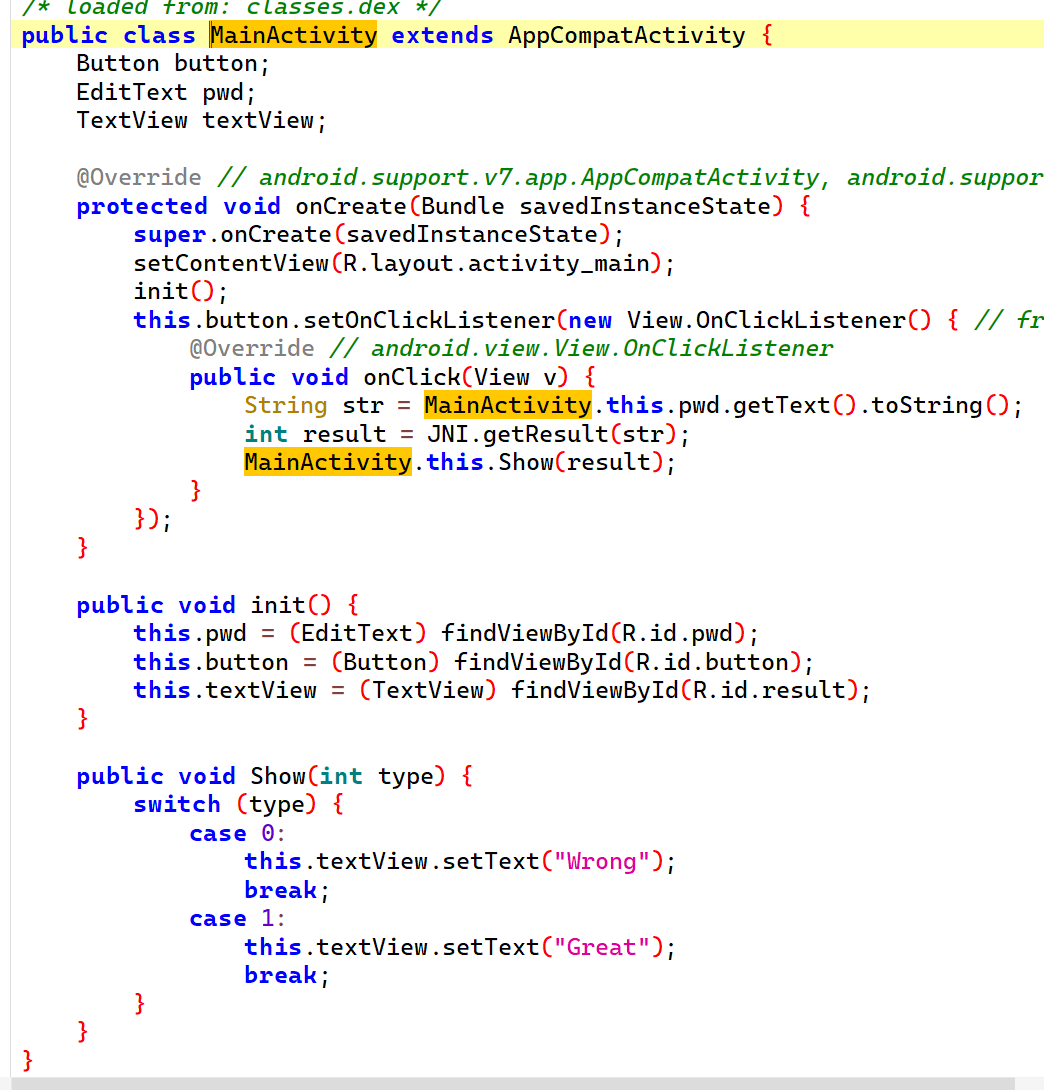 /* loaded from: classes.dex */
public class MainActivity extends AppCompatActivity {
    Button button;
    EditText pwd;
    TextView textView;

    @Override // android.support.v7.app.AppCompatActivity, android.suppor
    protected void onCreate(Bundle savedInstanceState) {
        super.onCreate(savedInstanceState);
        setContentView(R.layout.activity_main);
        init();
        this.button.setOnClickListener(new View.OnClickListener() { // fr
            @Override // android.view.View.OnClickListener
            public void onClick(View v) {
                String str = MainActivity.this.pwd.getText().toString();
                int result = JNI.getResult(str);
                MainActivity.this.Show(result);
            }
        });
    }

    public void init() {
        this.pwd = (EditText) findViewById(R.id.pwd);
        this.button = (Button) findViewById(R.id.button);
        this.textView = (TextView) findViewById(R.id.result);
    }

    public void Show(int type) {
        switch (type) {
            case 0:
                this.textView.setText("Wrong");
                break;
            case 1:
                this.textView.setText("Great");
                break;
        }
    }
}